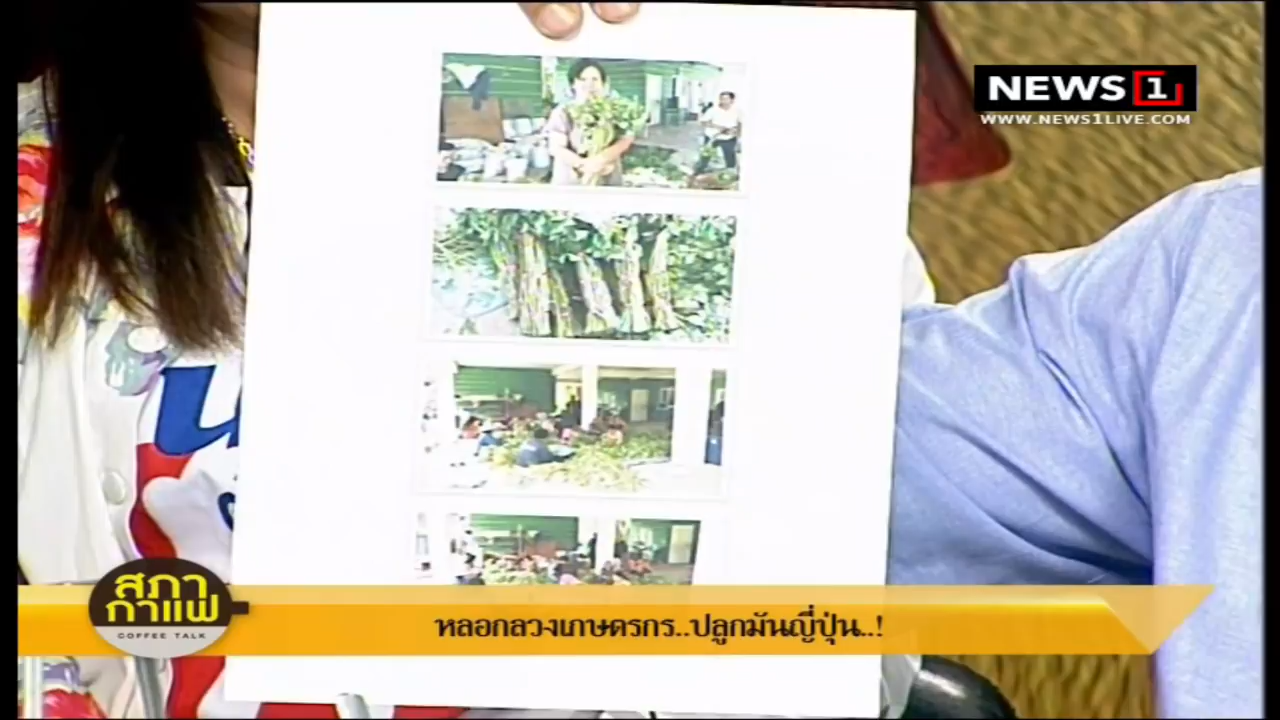 NEWS 1
WWW.NEWS1LIVE.COM
สภา
กาแฟ
COFFEE TALK
หลอกลวงเกษตรกร..ปลูกมันญี่ปุ่น..!